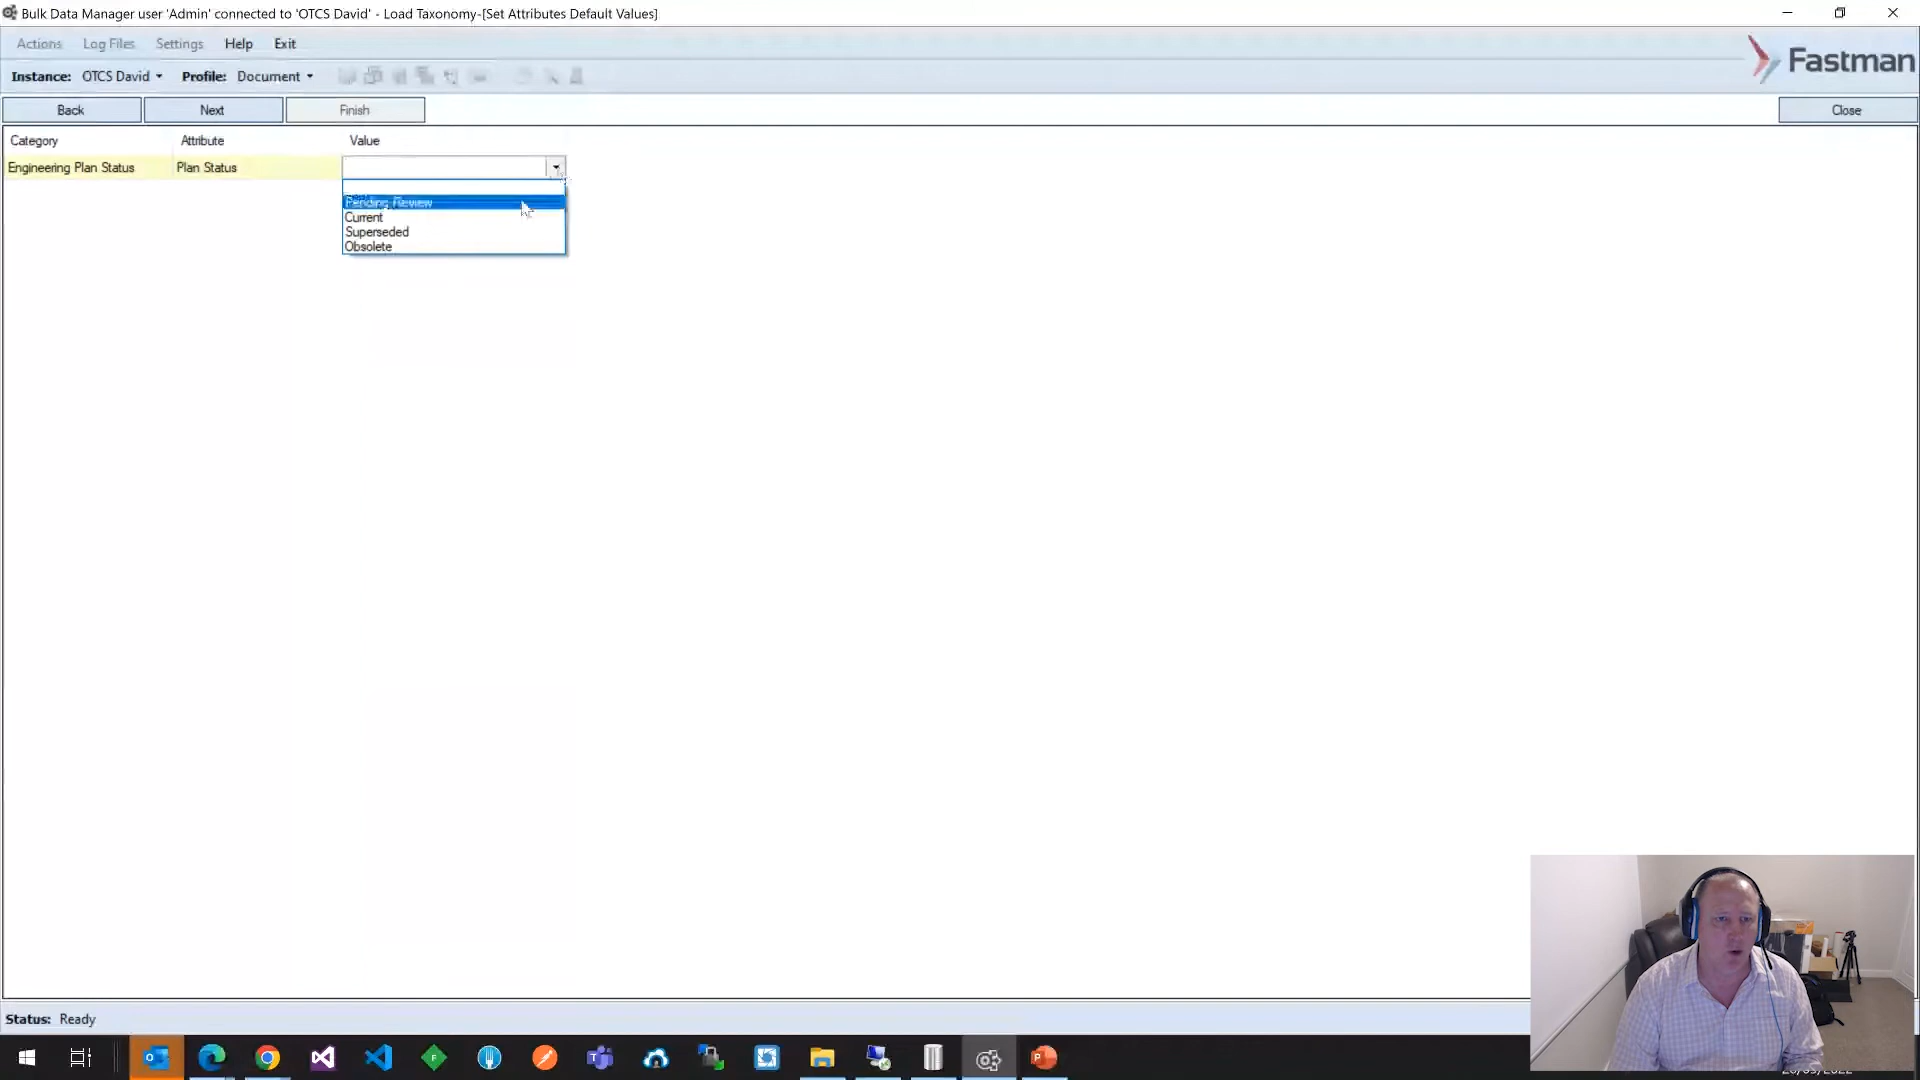 Bulk Data Manager user 'Admin' connected to 'OTCS David' - Load Taxonomy-[Set Attributes Default Values]
Actions Log Files Settings Help Exit
Fastman
Instance: OTCS David Profile: Document
Back Next Finish Close
Category Attribute Value
Engineering Plan Status Plan Status
Pending Review
Current
Superseded
Obsolete
Status: Ready